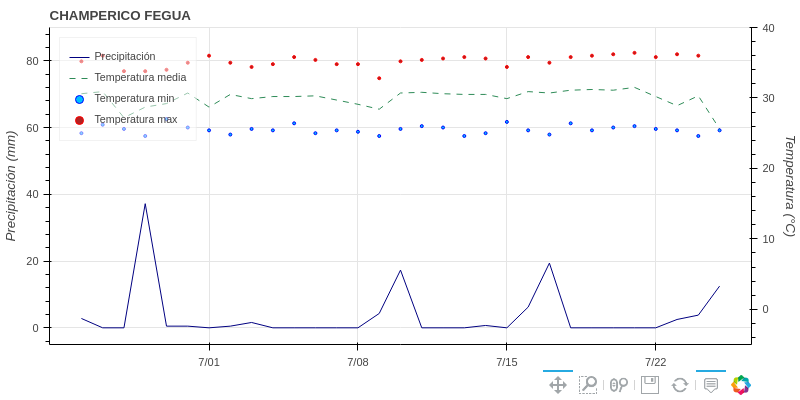 CHAMPERICO FEGUA
Precipitación
Temperatura media
Temperatura min
Temperatura max
Precipitación (mm)
80
60
40
20
0
Temperatura (°C)
40
30
20
10
0
7/01
7/08
7/15
7/22